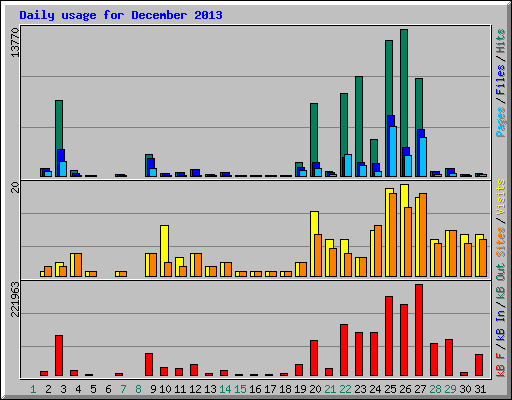 Daily usage for December 2013
13770
Pages / Files / Hits
20
Sites / Visits
221963
kB F / kB In / kB Out
1 2 3 4 5 6 7 8 9 10 11 12 13 14 15 16 17 18 19 20 21 22 23 24 25 26 27 28 29 30 31